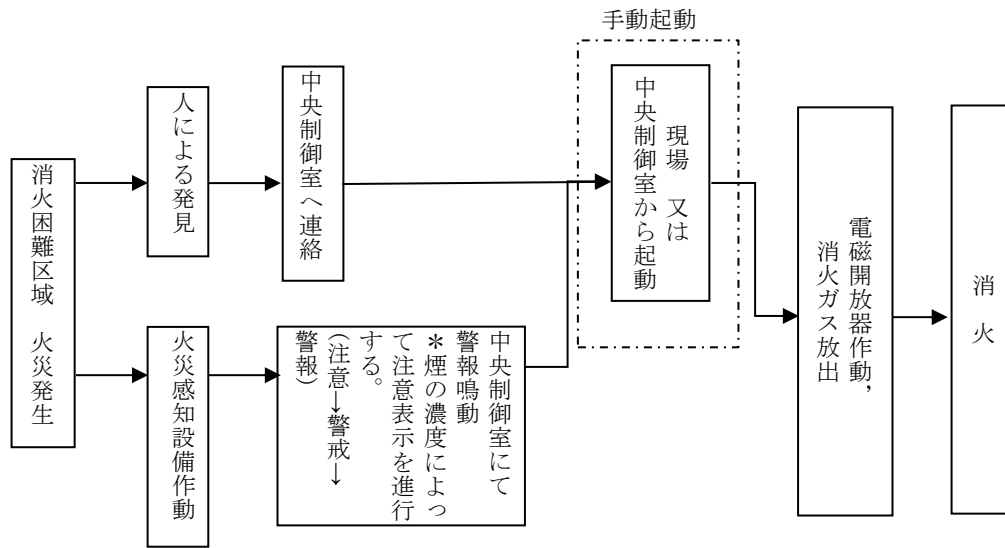 手動起動
消火困難区域 火災発生
人による発見
中央制御室へ連絡
火災感知設備作動
中央制御室にて
警報鳴動
＊煙の濃度によっ
て注意表示を進行
する。
(注意→警戒→
警報)
現場 又は
中央制御室から起動
電磁開放器作動，
消火ガス放出
消 火